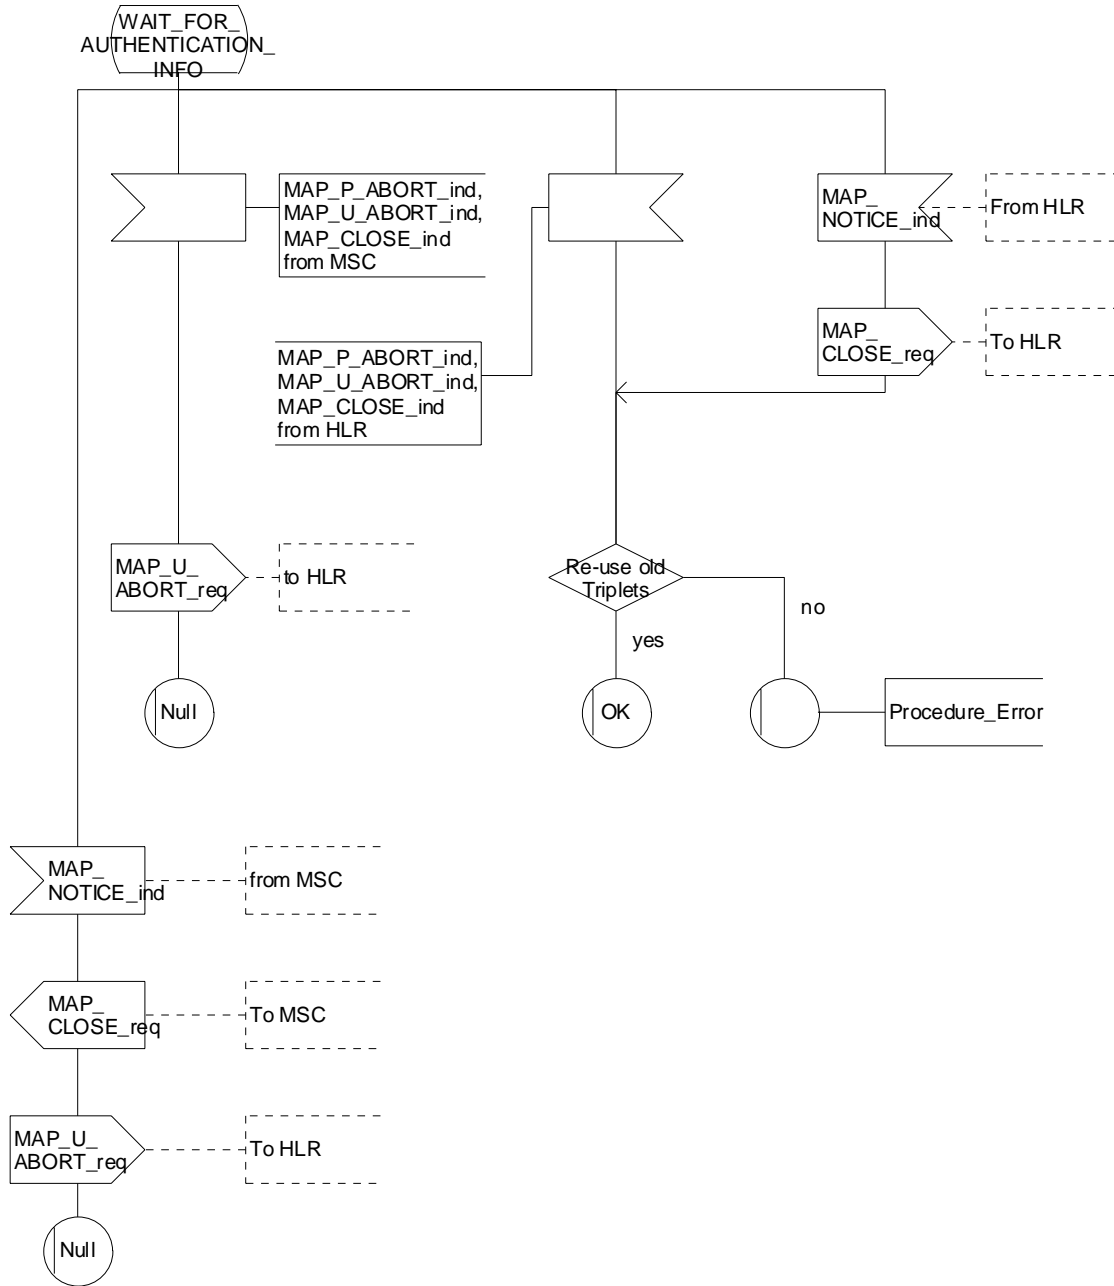 WAIT_FOR_
AUTHENTICATION_
INFO
MAP_P_ABORT_ind,
MAP_U_ABORT_ind,
MAP_CLOSE_ind
from MSC
MAP_
NOTICE_ind
From HLR
MAP_
CLOSE_req
To HLR
MAP_P_ABORT_ind,
MAP_U_ABORT_ind,
MAP_CLOSE_ind
from HLR
MAP_U_
ABORT_req
to HLR
Re-use old
Triplets
no
yes
Null
OK
Procedure_Error
MAP_
NOTICE_ind
from MSC
MAP_
CLOSE_req
To MSC
MAP_U_
ABORT_req
To HLR
Null